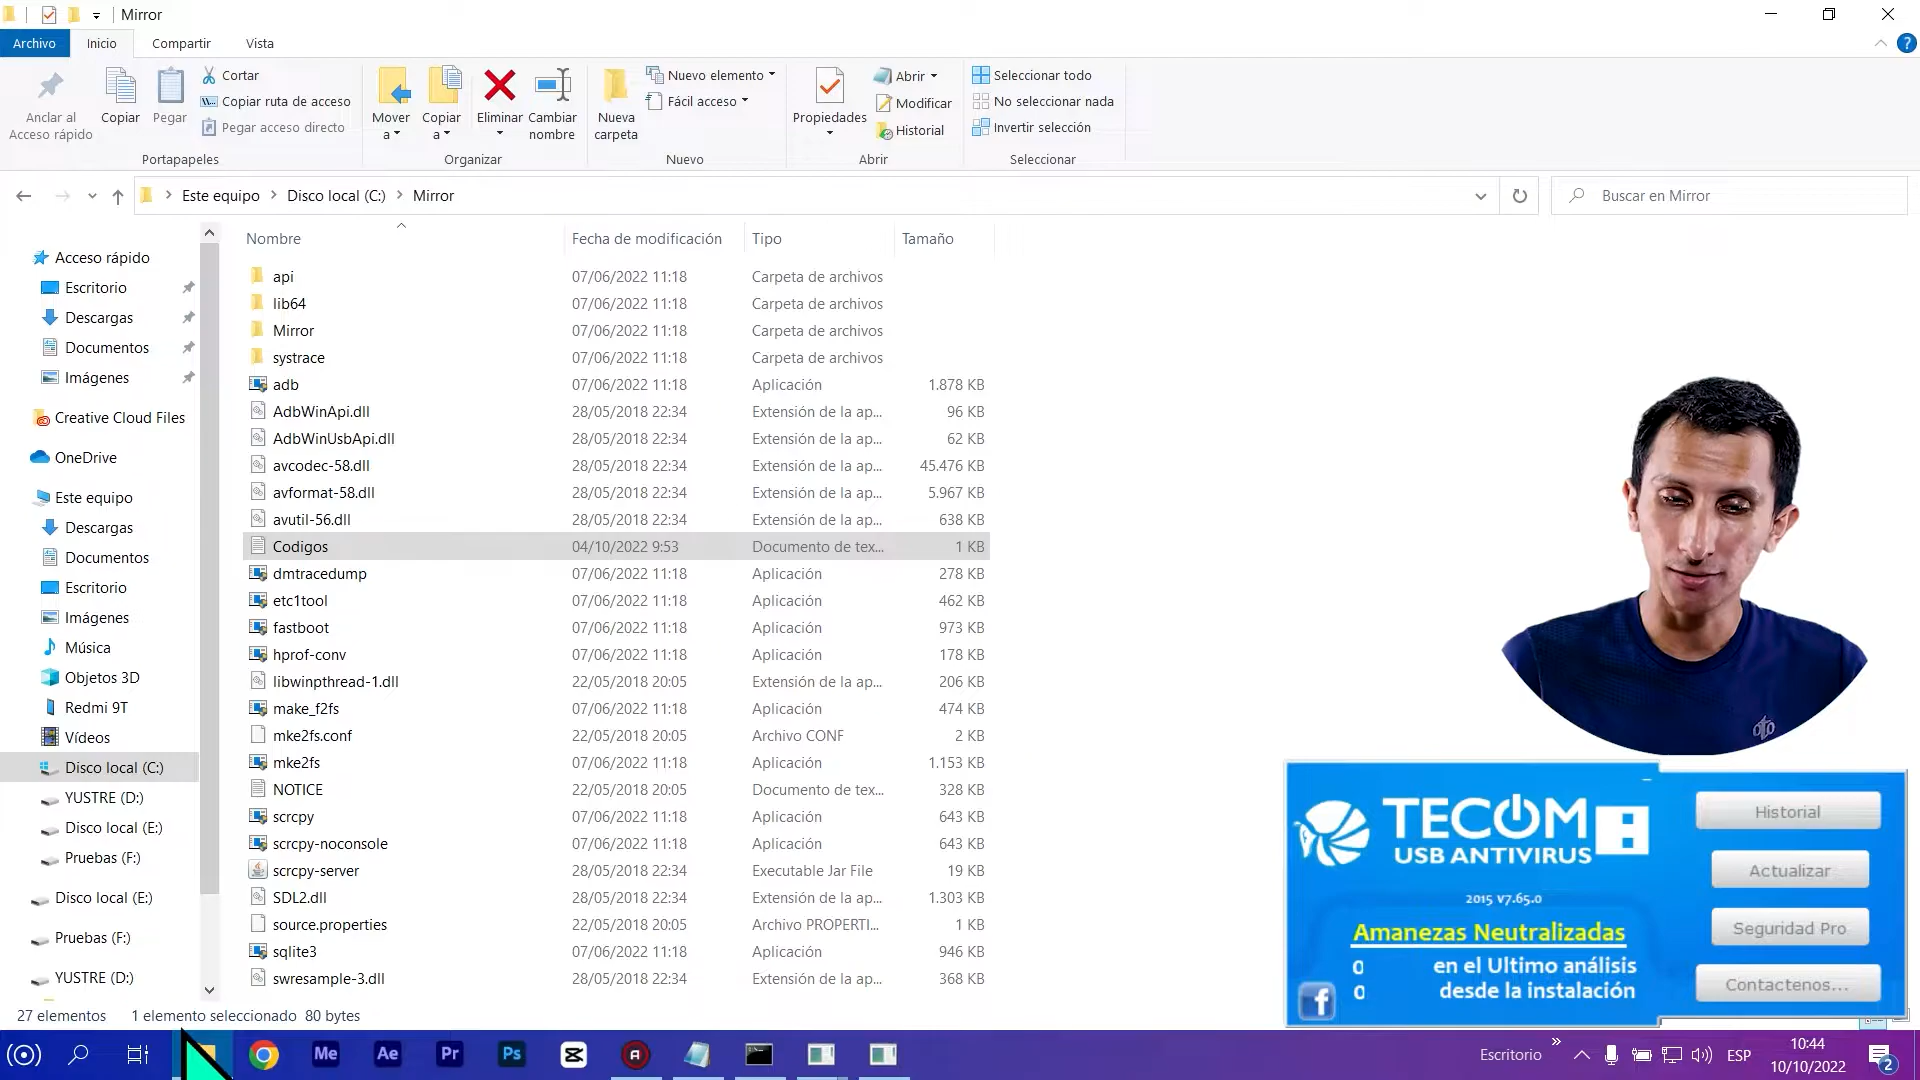 Mirror
Archivo
Inicio
Compartir
Vista
Anclar al
Acceso rápido
Copiar
Pegar
Cortar
Copiar ruta de acceso
Pegar acceso directo
Portapapeles
Mover
a
Copiar
a
Eliminar
Cambiar
nombre
Organizar
Nueva
carpeta
Nuevo elemento
Fácil acceso
Nuevo
Propiedades
Abrir
Modificar
Historial
Abrir
Seleccionar todo
No seleccionar nada
Invertir selección
Seleccionar
Este equipo > Disco local (C:) > Mirror
Buscar en Mirror
Acceso rápido
Escritorio
Descargas
Documentos
Imágenes
Creative Cloud Files
OneDrive
Este equipo
Descargas
Documentos
Escritorio
Imágenes
Música
Objetos 3D
Redmi 9T
Vídeos
Disco local (C:)
YUSTRE (D:)
Disco local (E:)
Pruebas (F:)
Disco local (E:)
Pruebas (F:)
YUSTRE (D:)
Nombre Fecha de modificación Tipo Tamaño
api 07/06/2022 11:18 Carpeta de archivos
lib64 07/06/2022 11:18 Carpeta de archivos
Mirror 07/06/2022 11:18 Carpeta de archivos
systrace 07/06/2022 11:18 Carpeta de archivos
adb 07/06/2022 11:18 Aplicación 1.878 KB
AdbWinApi.dll 28/05/2018 22:34 Extensión de la ap... 96 KB
AdbWinUsbApi.dll 28/05/2018 22:34 Extensión de la ap... 62 KB
avcodec-58.dll 28/05/2018 22:34 Extensión de la ap... 45.476 KB
avformat-58.dll 28/05/2018 22:34 Extensión de la ap... 5.967 KB
avutil-56.dll 28/05/2018 22:34 Extensión de la ap... 638 KB
Codigos 04/10/2022 9:53 Documento de tex... 1 KB
dmtracedump 07/06/2022 11:18 Aplicación 278 KB
etc1tool 07/06/2022 11:18 Aplicación 462 KB
fastboot 07/06/2022 11:18 Aplicación 973 KB
hprof-conv 07/06/2022 11:18 Aplicación 178 KB
libwinpthread-1.dll 22/05/2018 20:05 Extensión de la ap... 206 KB
make_f2fs 07/06/2022 11:18 Aplicación 474 KB
mke2fs.conf 22/05/2018 20:05 Archivo CONF 2 KB
mke2fs 07/06/2022 11:18 Aplicación 1.153 KB
NOTICE 22/05/2018 20:05 Documento de tex... 328 KB
scrcpy 07/06/2022 11:18 Aplicación 643 KB
scrcpy-noconsole 07/06/2022 11:18 Aplicación 643 KB
scrcpy-server 28/05/2018 22:34 Executable Jar File 19 KB
SDL2.dll 28/05/2018 22:34 Extensión de la ap... 1.303 KB
source.properties 22/05/2018 20:05 Archivo PROPERTI... 1 KB
sqlite3 07/06/2022 11:18 Aplicación 946 KB
swresample-3.dll 28/05/2018 22:34 Extensión de la ap... 368 KB
TECOM
USB ANTIVIRUS
2015 v7.65.0
Amanezas Neutralizadas
0 en el Ultimo análisis
0 desde la instalación
Historial
Actualizar
Seguridad Pro
Contactenos...
27 elementos 1 elemento seleccionado 80 bytes
Me
Ae
Pr
Ps
Escritorio
ESP
10:44
10/10/2022
2